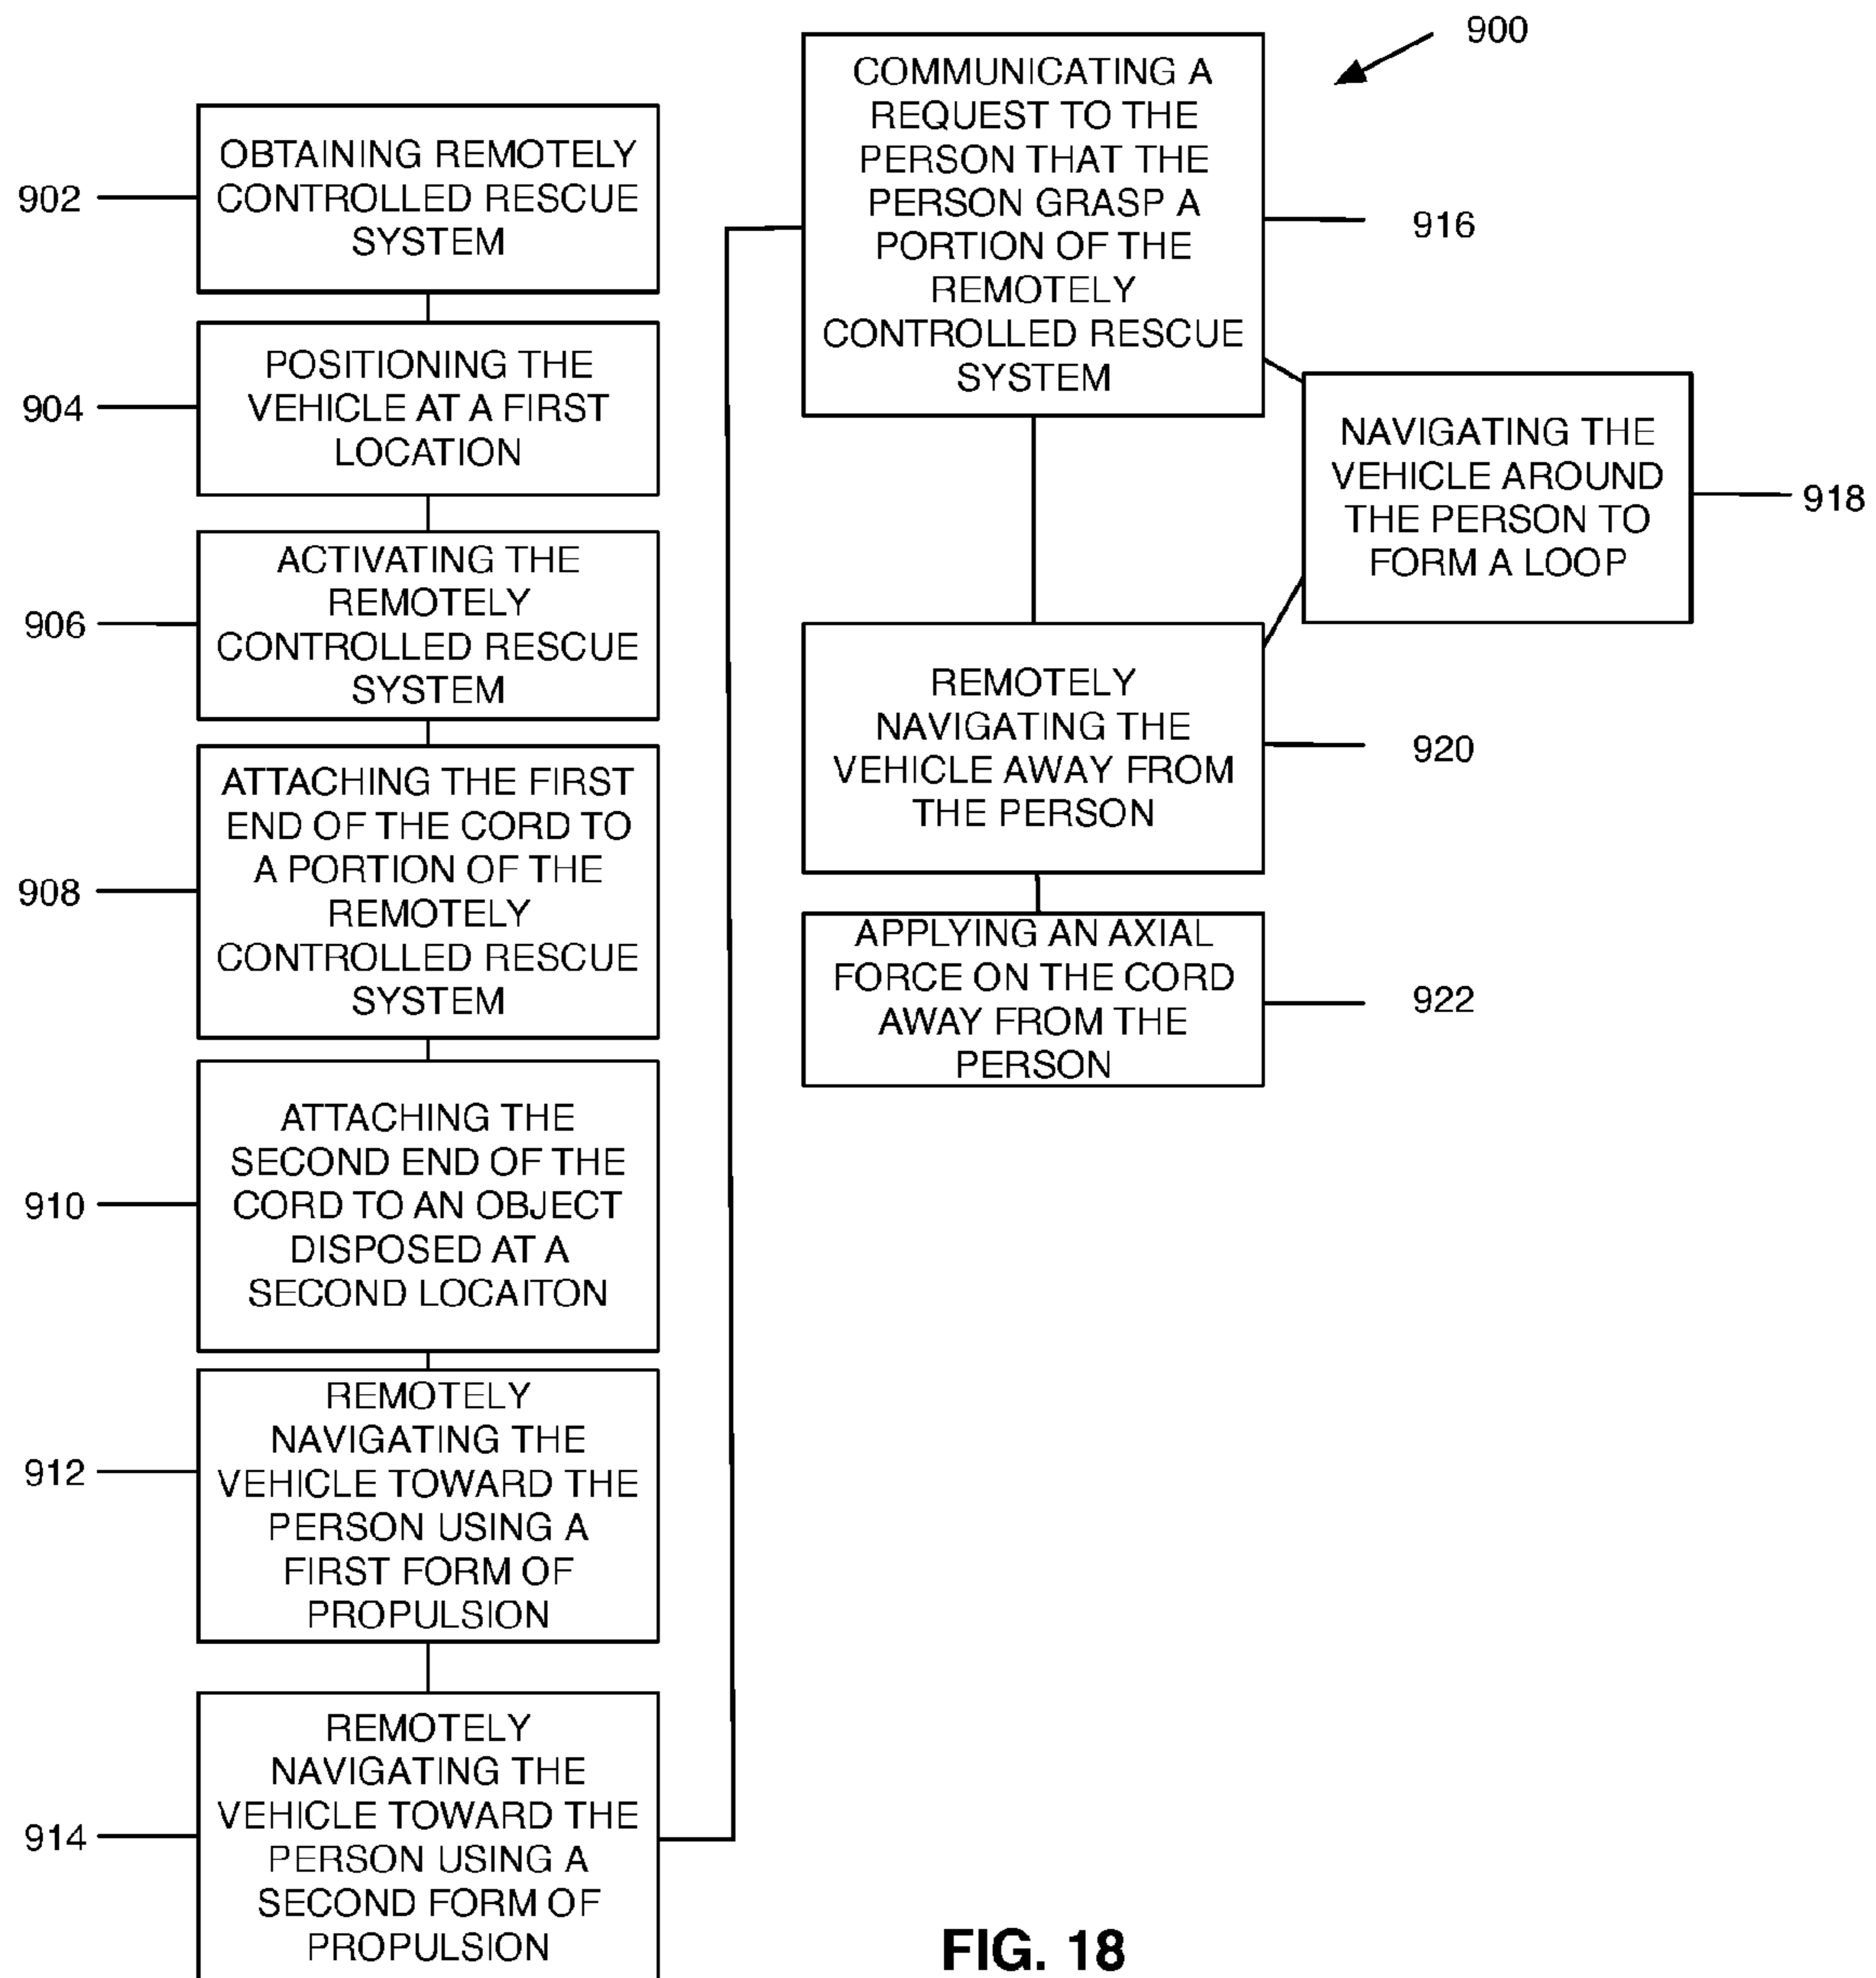 902
OBTAINING REMOTELY
CONTROLLED RESCUE
SYSTEM
904
POSITIONING THE
VEHICLE AT A FIRST
LOCATION
906
ACTIVATING THE
REMOTELY
CONTROLLED RESCUE
SYSTEM
908
ATTACHING THE FIRST
END OF THE CORD TO
A PORTION OF THE
REMOTELY
CONTROLLED RESCUE
SYSTEM
910
ATTACHING THE
SECOND END OF THE
CORD TO AN OBJECT
DISPOSED AT A
SECOND LOCAITON
912
REMOTELY
NAVIGATING THE
VEHICLE TOWARD THE
PERSON USING A
FIRST FORM OF
PROPULSION
914
REMOTELY
NAVIGATING THE
VEHICLE TOWARD THE
PERSON USING A
SECOND FORM OF
PROPULSION
900
COMMUNICATING A
REQUEST TO THE
PERSON THAT THE
PERSON GRASP A
PORTION OF THE
REMOTELY
CONTROLLED RESCUE
SYSTEM
916
NAVIGATING THE
VEHICLE AROUND
THE PERSON TO
FORM A LOOP
918
REMOTELY
NAVIGATING THE
VEHICLE AWAY FROM
THE PERSON
920
APPLYING AN AXIAL
FORCE ON THE CORD
AWAY FROM THE
PERSON
922
FIG. 18